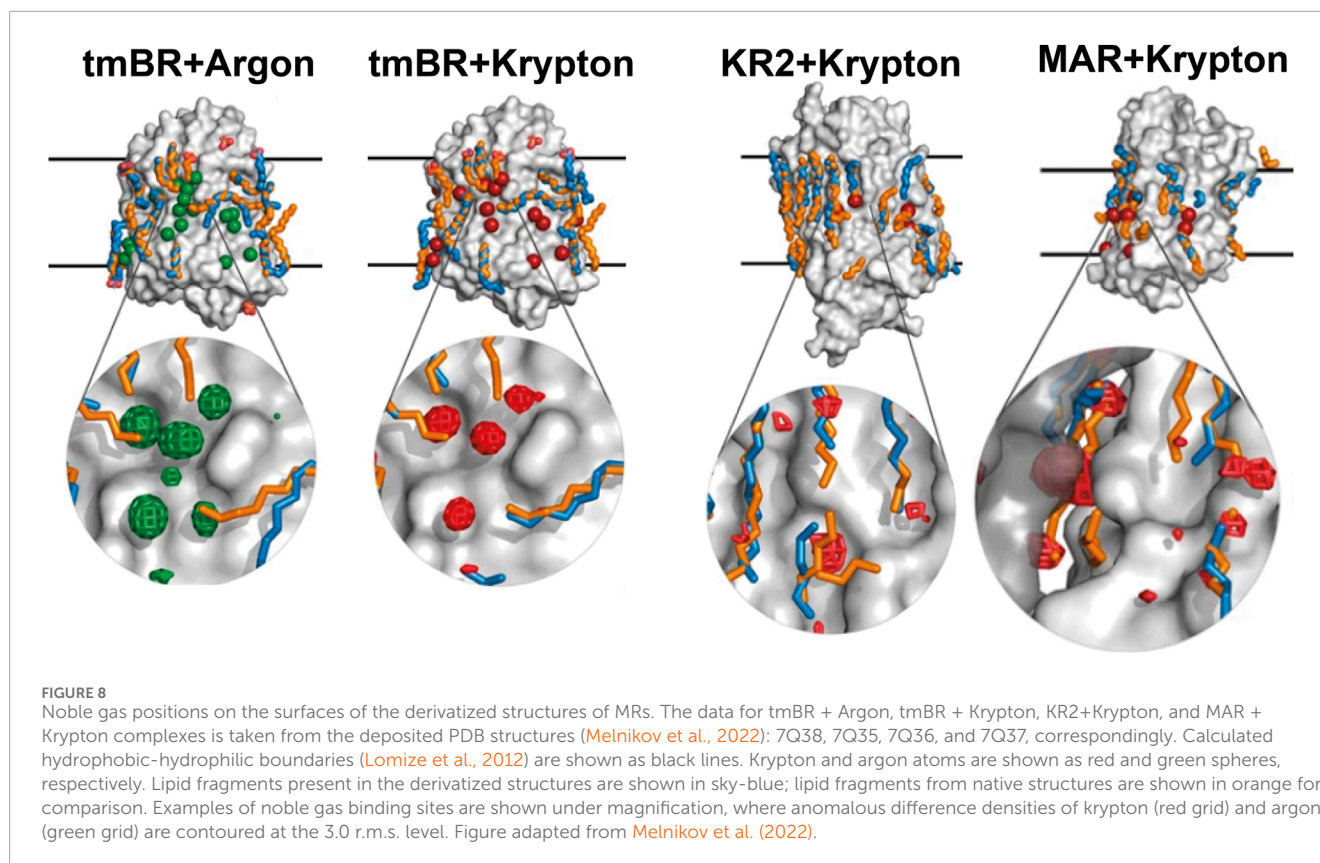 tmBR+Argon tmBR+Krypton KR2+Krypton MAR+Krypton
FIGURE 8
Noble gas positions on the surfaces of the derivatized structures of MRs. The data for tmBR + Argon, tmBR + Krypton, KR2+Krypton, and MAR +
Krypton complexes is taken from the deposited PDB structures (Melnikov et al., 2022): 7Q38, 7Q35, 7Q36, and 7Q37, correspondingly. Calculated
hydrophobic-hydrophilic boundaries (Lomize et al., 2012) are shown as black lines. Krypton and argon atoms are shown as red and green spheres,
respectively. Lipid fragments present in the derivatized structures are shown in sky-blue; lipid fragments from native structures are shown in orange for
comparison. Examples of noble gas binding sites are shown under magnification, where anomalous difference densities of krypton (red grid) and argon
(green grid) are contoured at the 3.0 r.m.s. level. Figure adapted from Melnikov et al. (2022).